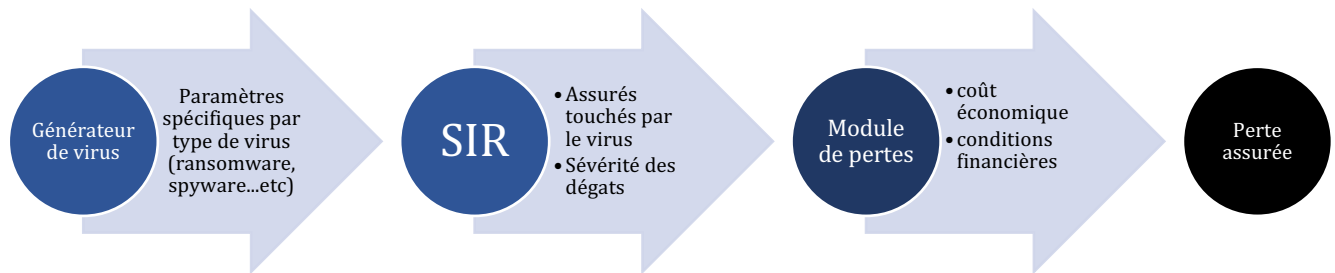 Générateur
de virus
Paramètres
spécifiques par
type de virus
(ransomware,
spyware...etc)
SIR
• Assurés
touchés par
le virus
• Sévérité des
dégats
Module
de pertes
• coût
économique
• conditions
financières
Perte
assurée